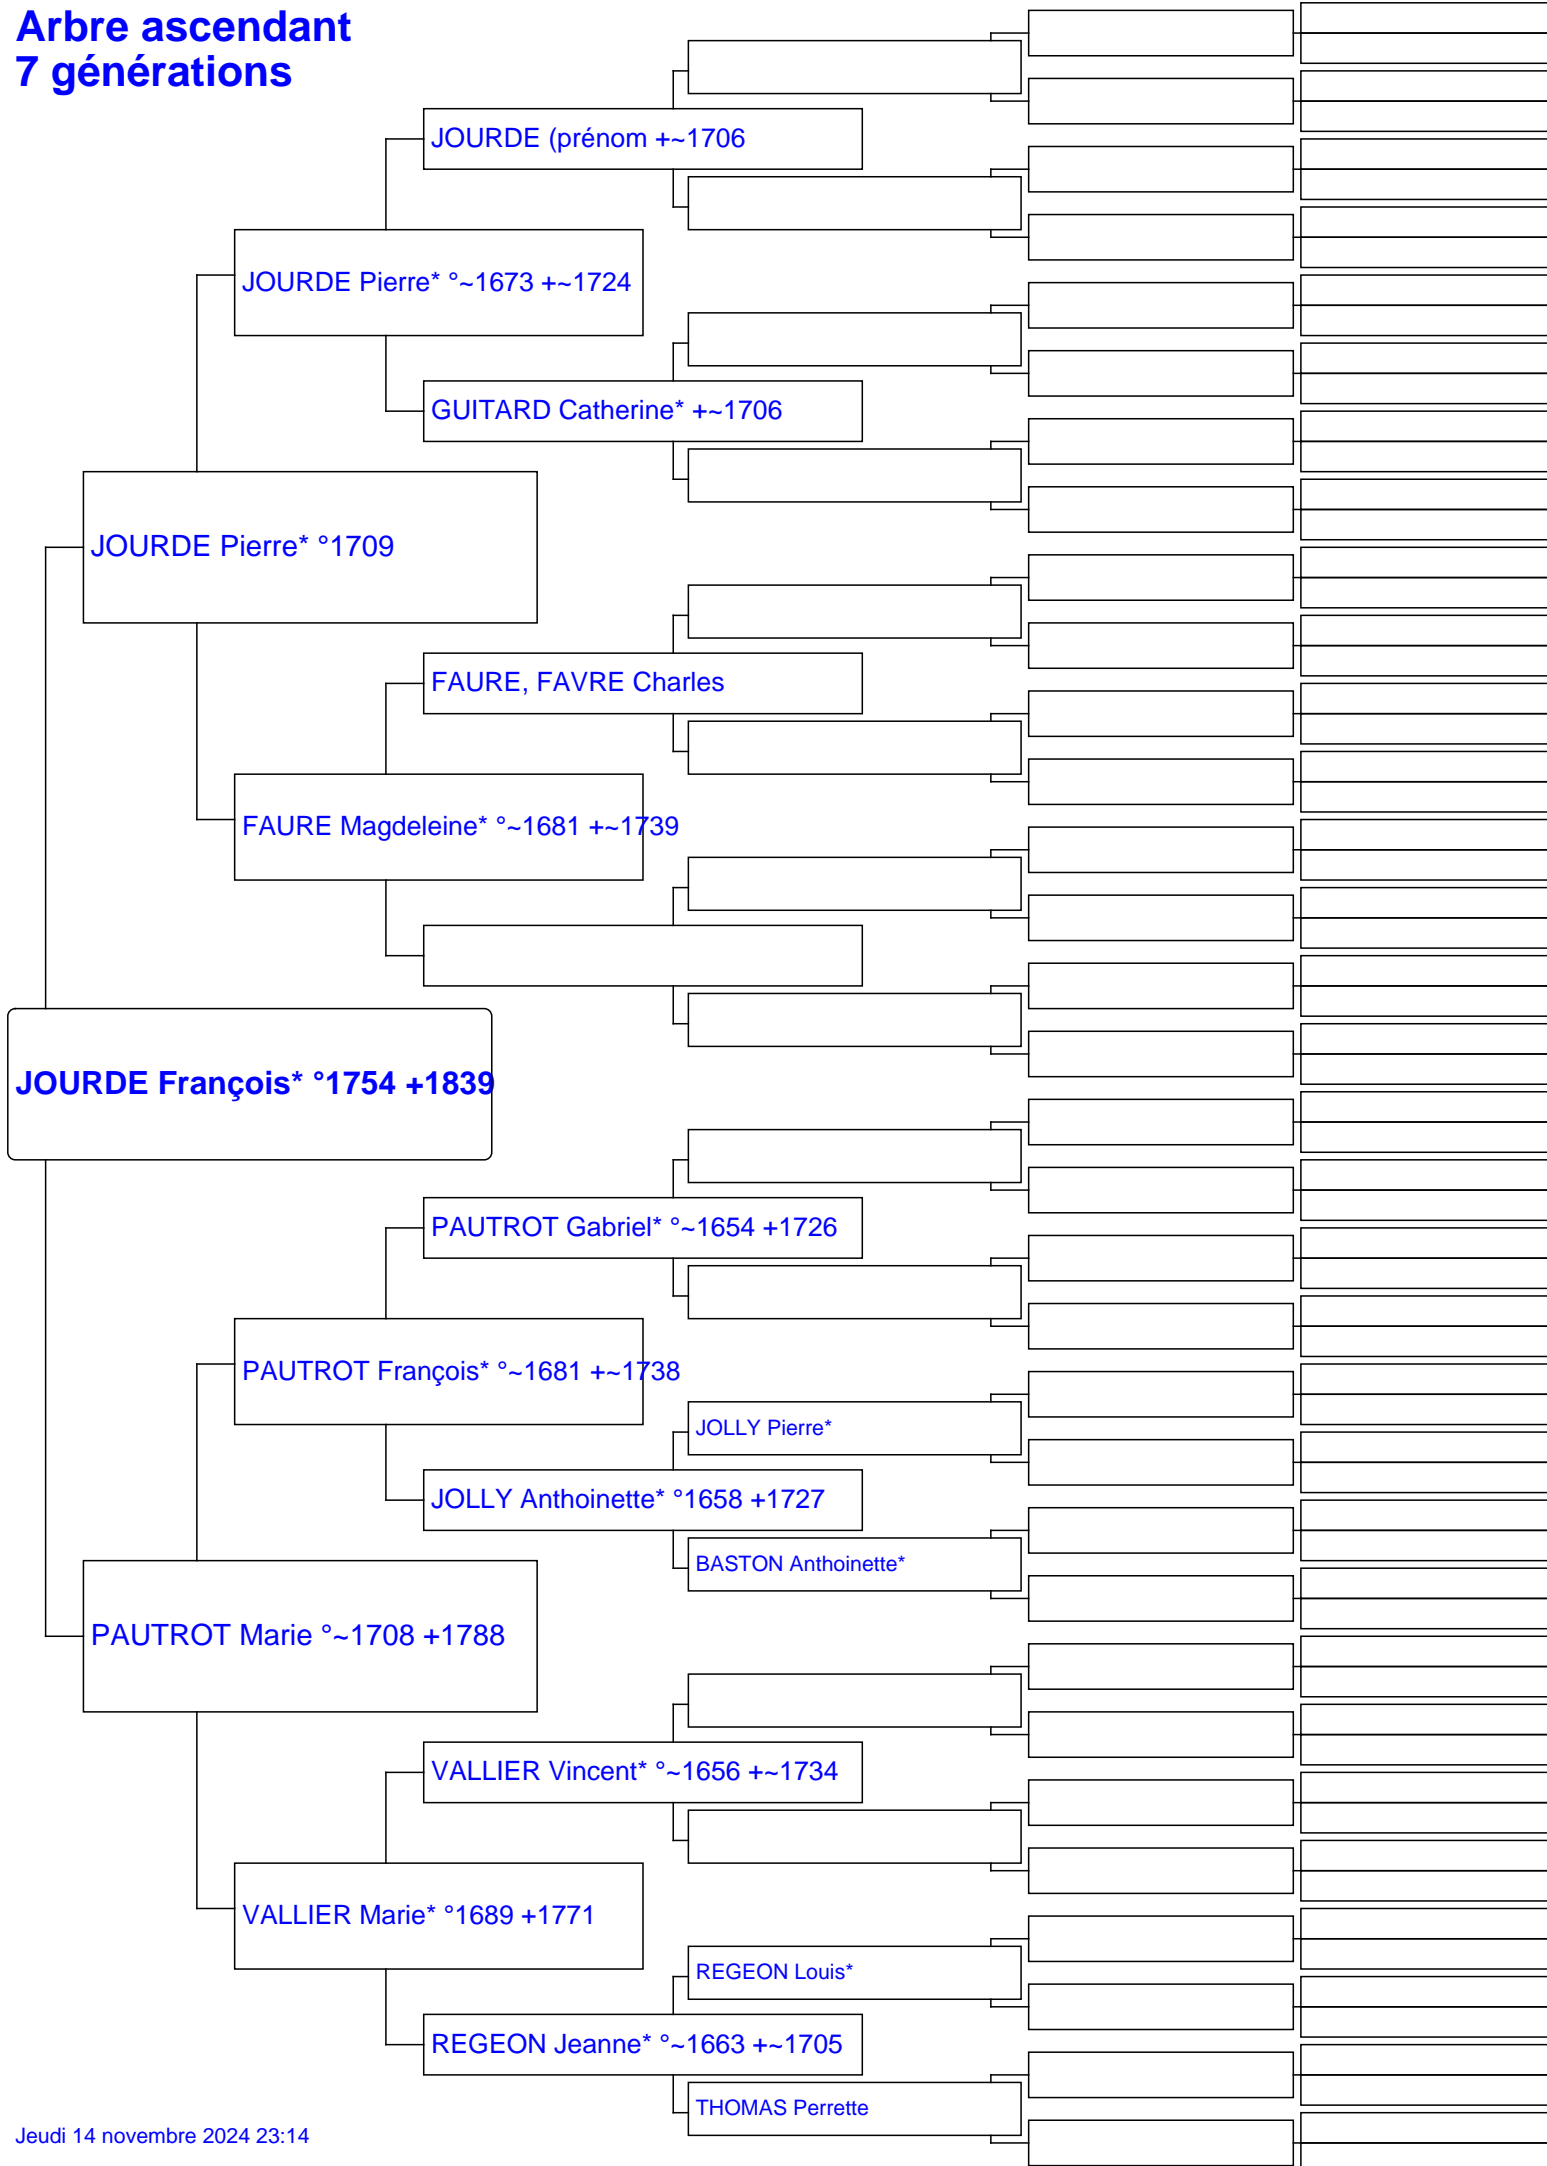 Arbre ascendant
7 générations
JOURDE (prénom +~1706
JOURDE Pierre* °~1673 +~1724
GUITARD Catherine* +~1706
JOURDE Pierre* °1709
FAURE, FAVRE Charles
FAURE Magdeleine* °~1681 +~1739
JOURDE François* °1754 +1839
PAUTROT Gabriel* °~1654 +1726
PAUTROT François* °~1681 +~1738
JOLLY Pierre*
JOLLY Anthoinette* °1658 +1727
BASTON Anthoinette*
PAUTROT Marie °~1708 +1788
VALLIER Vincent* °~1656 +~1734
VALLIER Marie* °1689 +1771
REGEON Louis*
REGEON Jeanne* °~1663 +~1705
THOMAS Perrette
Jeudi 14 novembre 2024 23:14